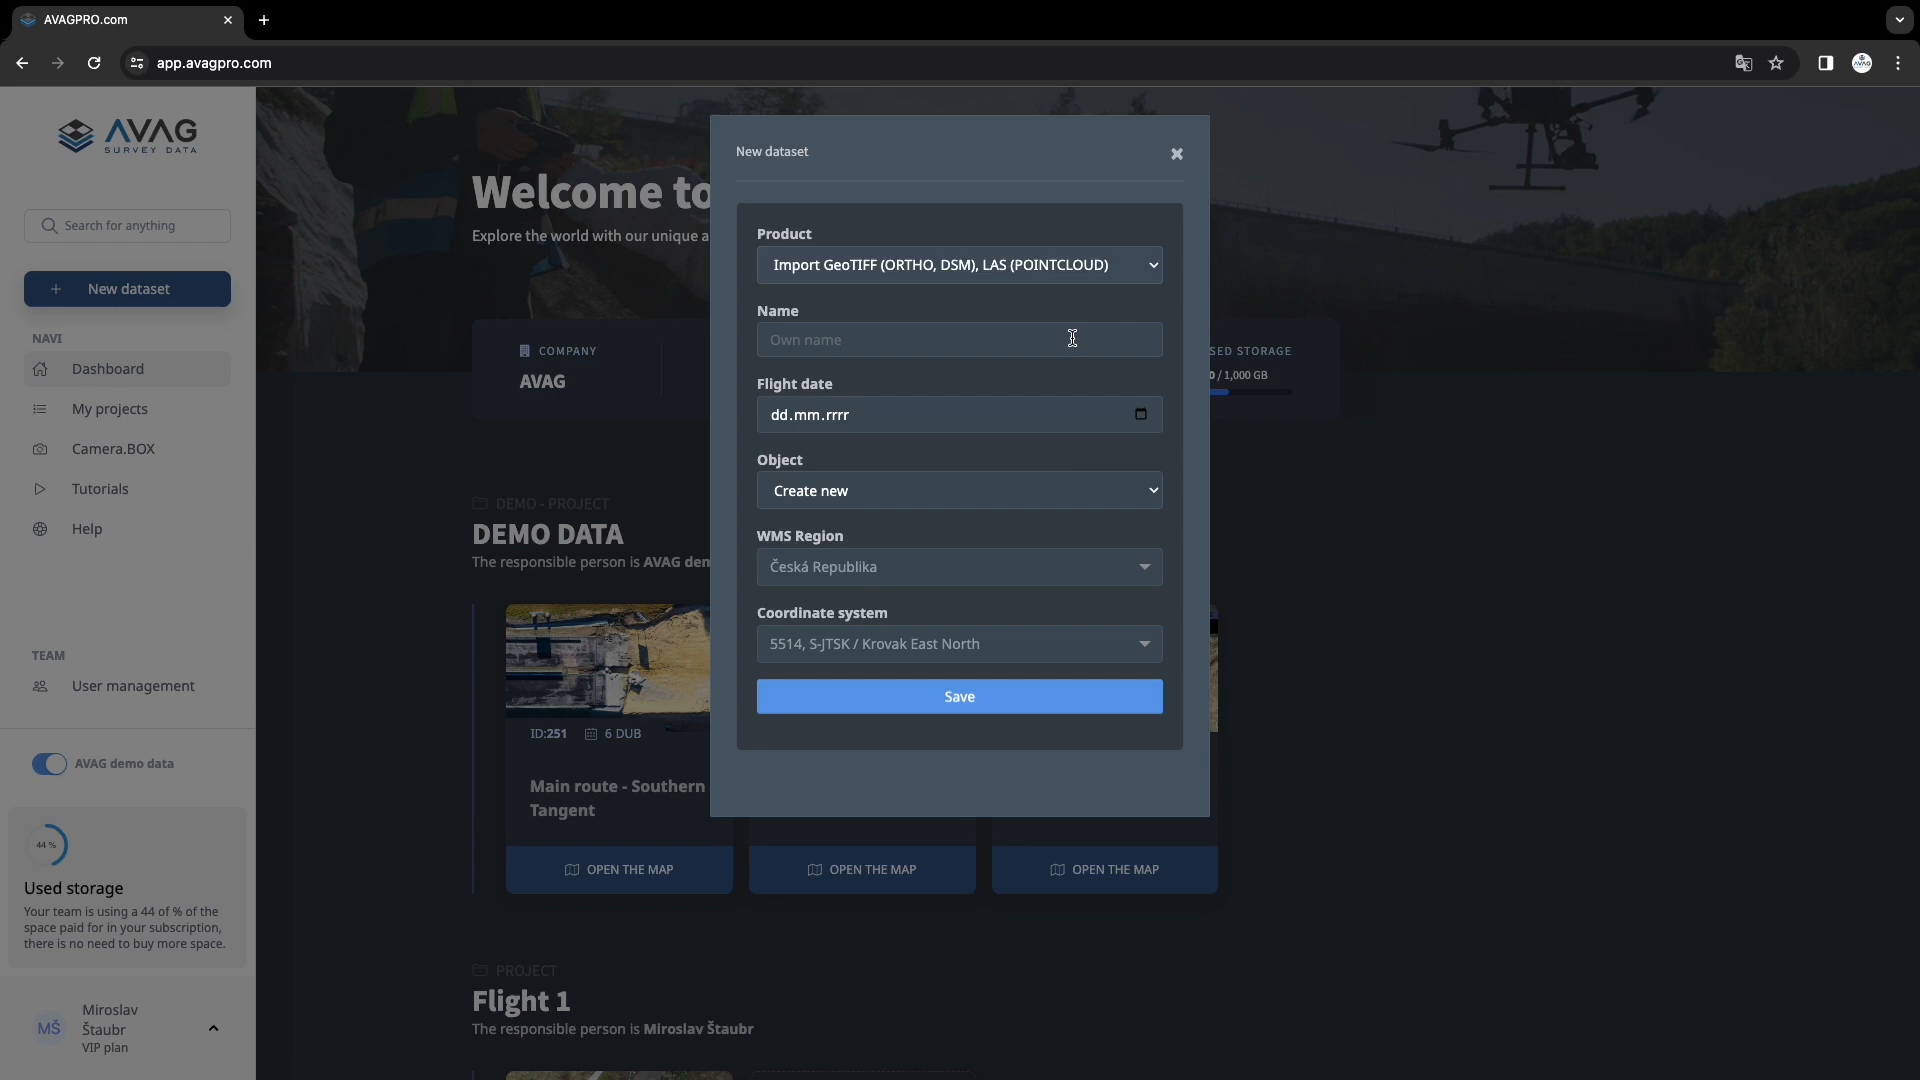 AVAGPRO.com
app.avagpro.com
AVAG
SURVEY DATA
Search for anything
+ New dataset
NAVI
Dashboard
My projects
Camera.BOX
Tutorials
Help
TEAM
User management
AVAG demo data
44 %
Used storage
Your team is using a 44 of % of the
space paid for in your subscription,
there is no need to buy more space.
MŠ
Miroslav
Štaubr
VIP plan
Welcome to
Explore the world with our unique a
COMPANY
AVAG
SED STORAGE
0 / 1,000 GB
DEMO - PROJECT
DEMO DATA
The responsible person is AVAG den
ID:251 6 DUB
Main route - Southern
Tangent
OPEN THE MAP
OPEN THE MAP
OPEN THE MAP
PROJECT
Flight 1
The responsible person is Miroslav Štaubr
New dataset
Product
Import GeoTIFF (ORTHO, DSM), LAS (POINTCLOUD)
Name
Own name
Flight date
dd.mm.rrrr
Object
Create new
WMS Region
Česká Republika
Coordinate system
5514, S-JTSK / Krovak East North
Save